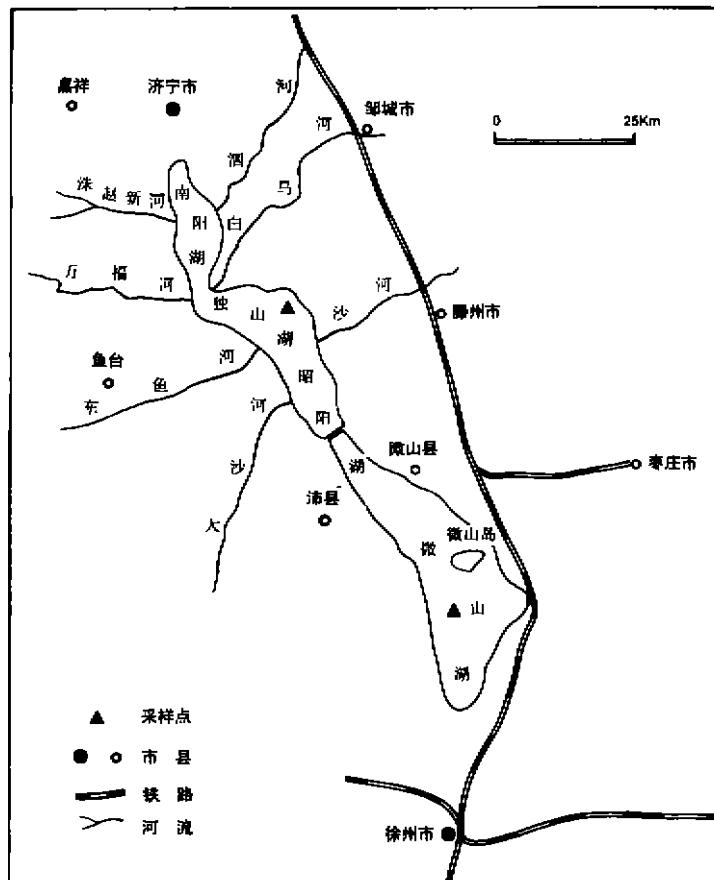 嘉祥
济宁市
泗河
邹城市
0 25Km
白马河
洙赵新河
南阳湖
万福河
独山湖
沙河
滕州市
鱼台
东鱼河
昭阳湖
大沙河
微山县
枣庄市
沛县
微山岛
微山湖
采样点
市县
铁路
河流
徐州市